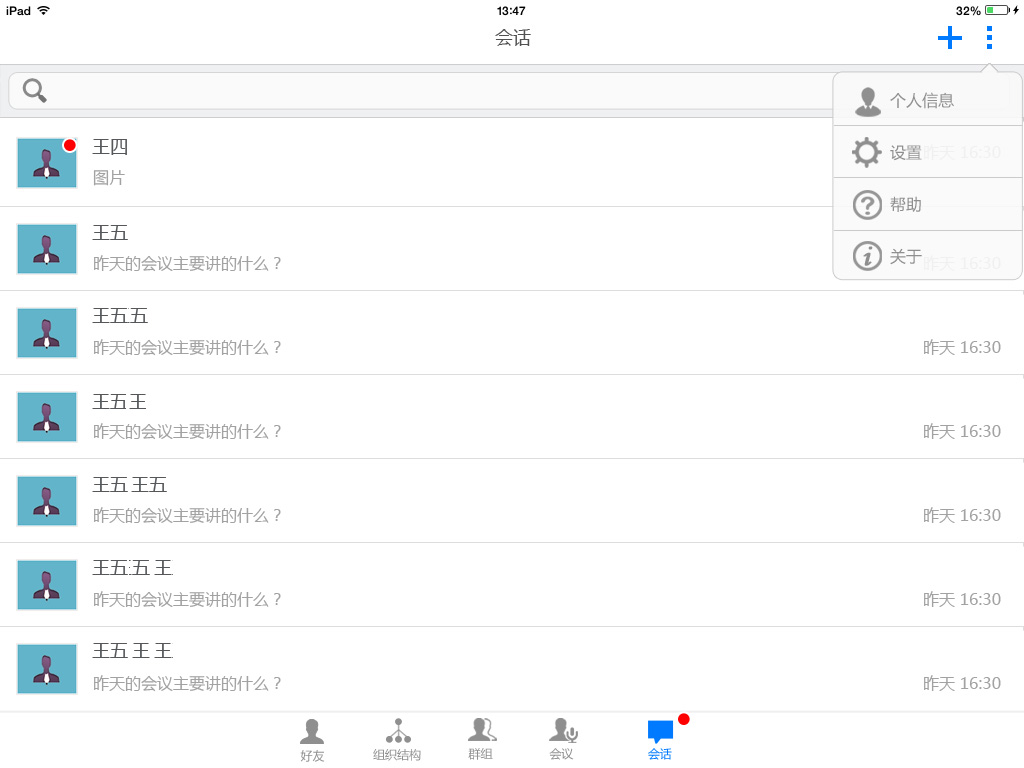 iPad 13:47 32%
会话
个人信息
王四
图片
设置 昨天 16:30
帮助
王五
昨天的会议主要讲的什么？
关于 昨天 16:30
王五五
昨天的会议主要讲的什么？ 昨天 16:30
王五王
昨天的会议主要讲的什么？ 昨天 16:30
王五 王五
昨天的会议主要讲的什么？ 昨天 16:30
王五五 王
昨天的会议主要讲的什么？ 昨天 16:30
王五 王 王
昨天的会议主要讲的什么？ 昨天 16:30
好友 组织结构 群组 会议 会话